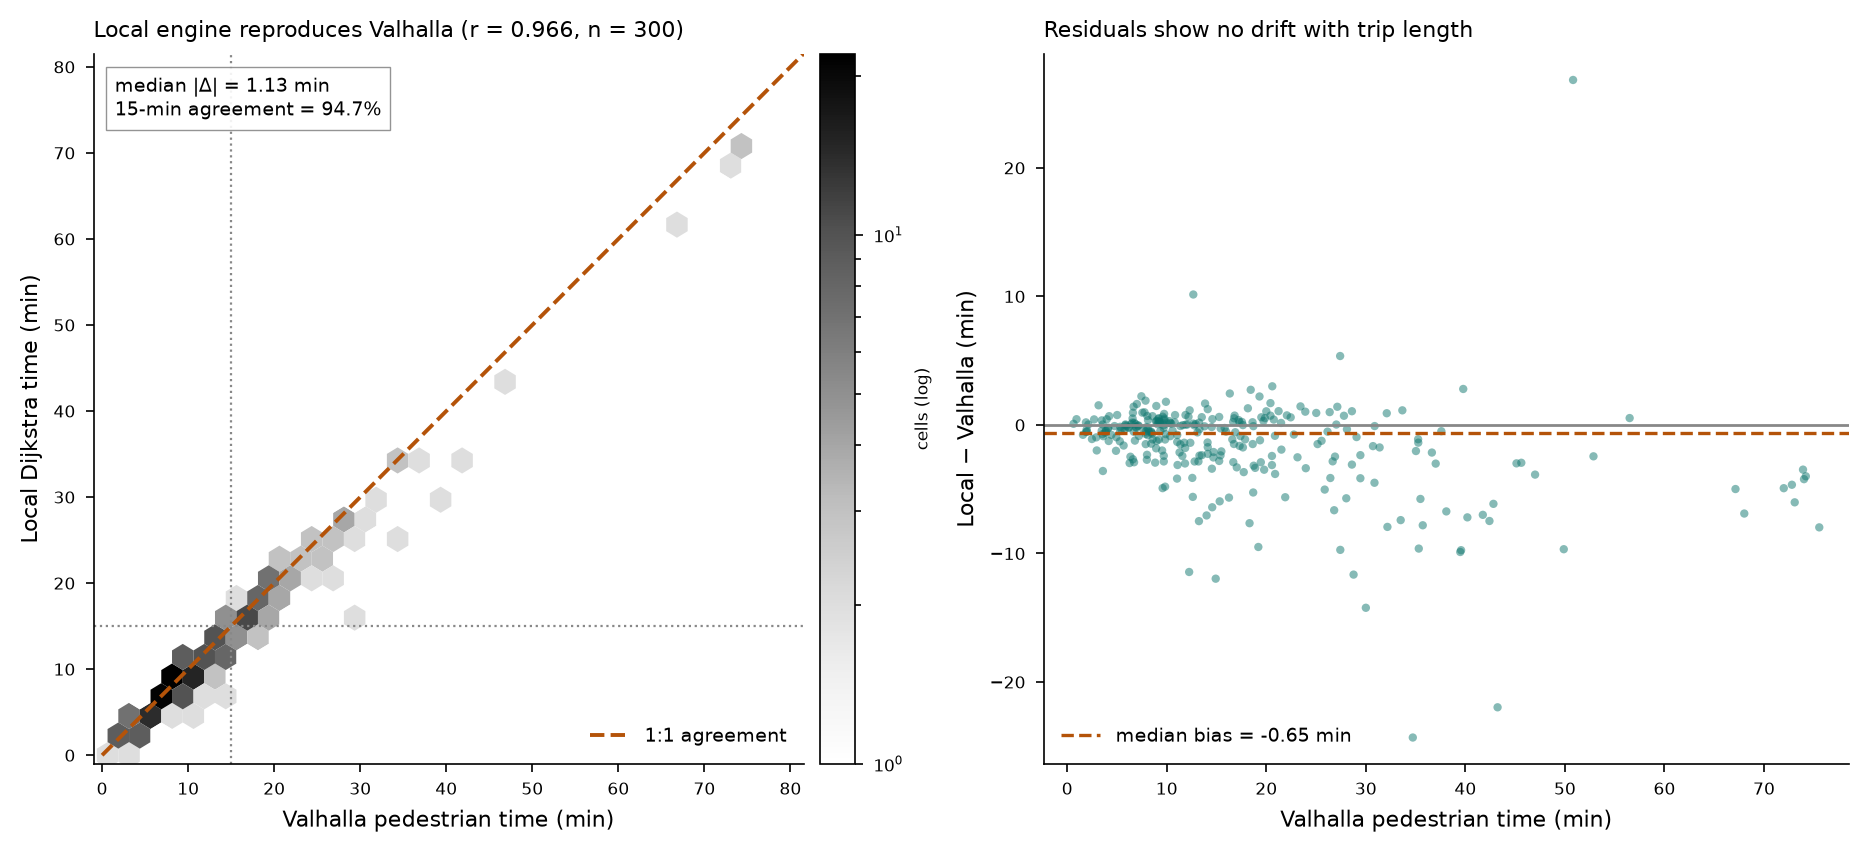 Local engine reproduces Valhalla (r = 0.966, n = 300)
median |Δ| = 1.13 min
15-min agreement = 94.7%
80
70
60
50
40
30
20
10
0
Local Dijkstra time (min)
0 10 20 30 40 50 60 70 80
Valhalla pedestrian time (min)
1:1 agreement
10¹
10⁰
cells (log)
Residuals show no drift with trip length
20
10
0
−10
−20
Local − Valhalla (min)
median bias = -0.65 min
0 10 20 30 40 50 60 70
Valhalla pedestrian time (min)